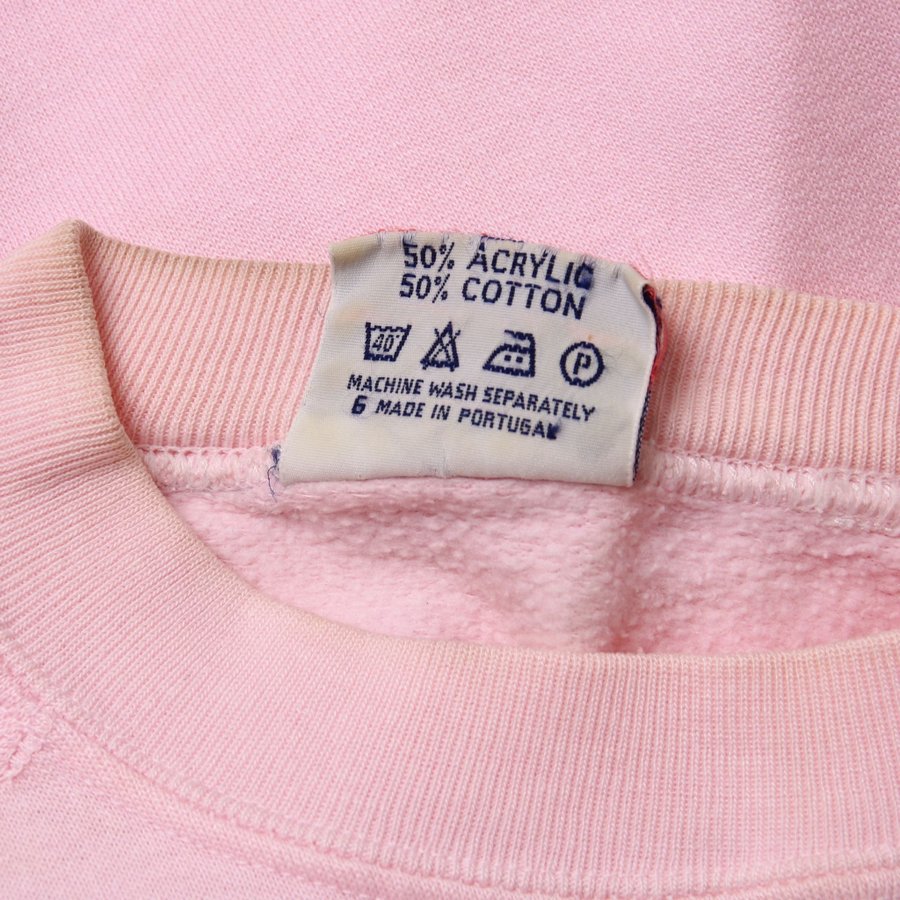 50% ACRYLIC
50% COTTON
40° P
MACHINE WASH SEPARATELY
6 MADE IN PORTUGAL